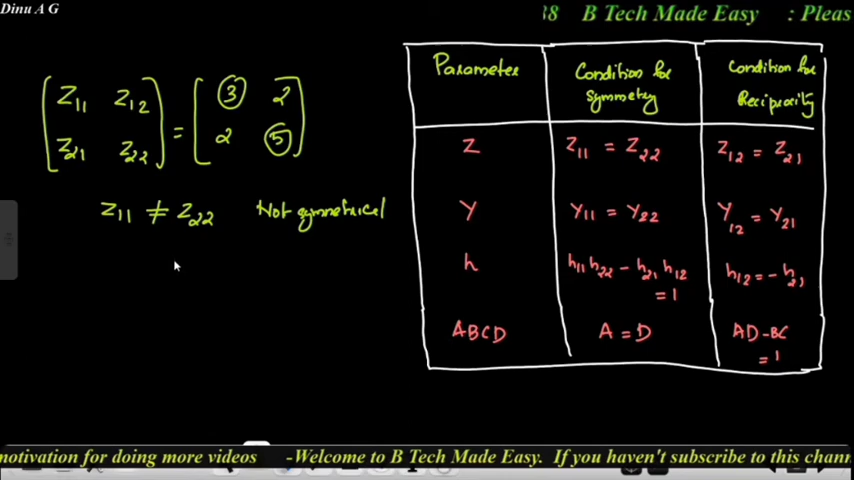 Dinu A G
38 B Tech Made Easy : Pleas
[Z11 Z12 Z21 Z22] = [3 2 2 5]
Z11 ≠ Z22 Not symmetrical
Parameter Condition for Symmetry Condition for Reciprocity
Z Z11 = Z22 Z12 = Z21
Y Y11 = Y22 Y12 = Y21
h h11 h22 - h21 h12 = 1 h12 = - h21
ABCD A = D AD - BC = 1
motivation for doing more videos -Welcome to B Tech Made Easy. If you haven't subscribe to this chann